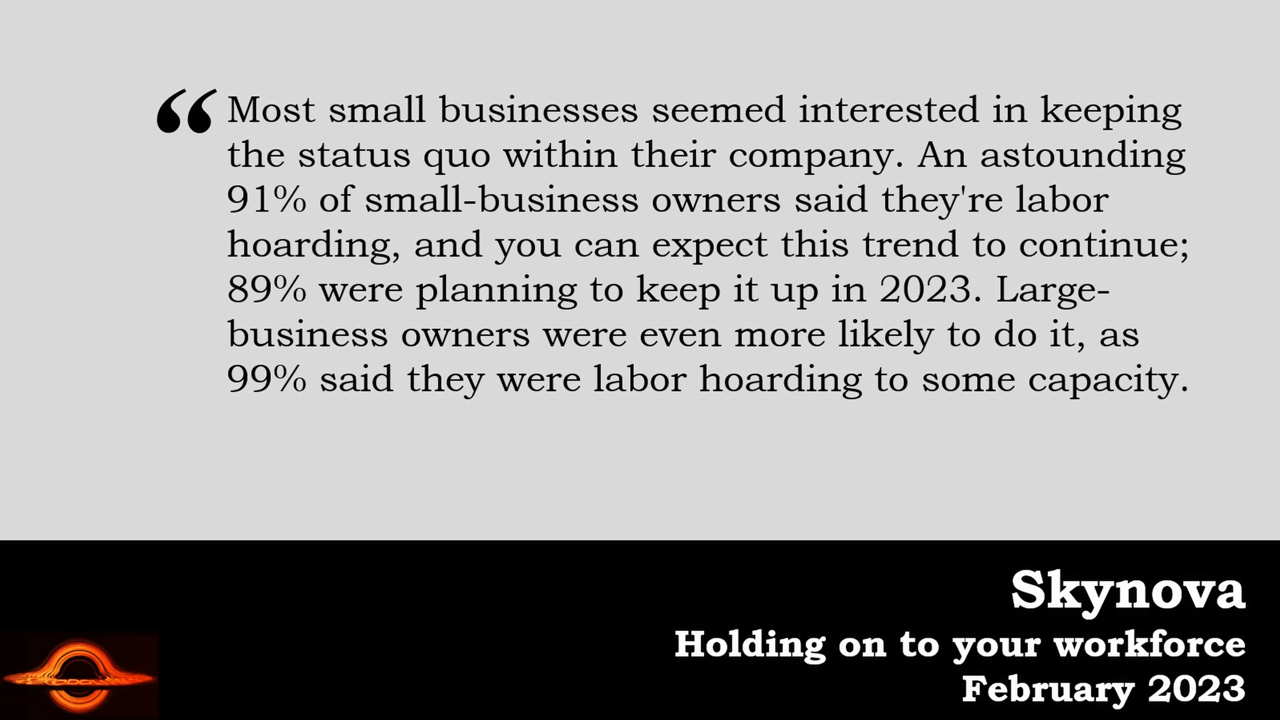 “Most small businesses seemed interested in keeping
the status quo within their company. An astounding
91% of small-business owners said they're labor
hoarding, and you can expect this trend to continue;
89% were planning to keep it up in 2023. Large-
business owners were even more likely to do it, as
99% said they were labor hoarding to some capacity.
Skynova
Holding on to your workforce
February 2023